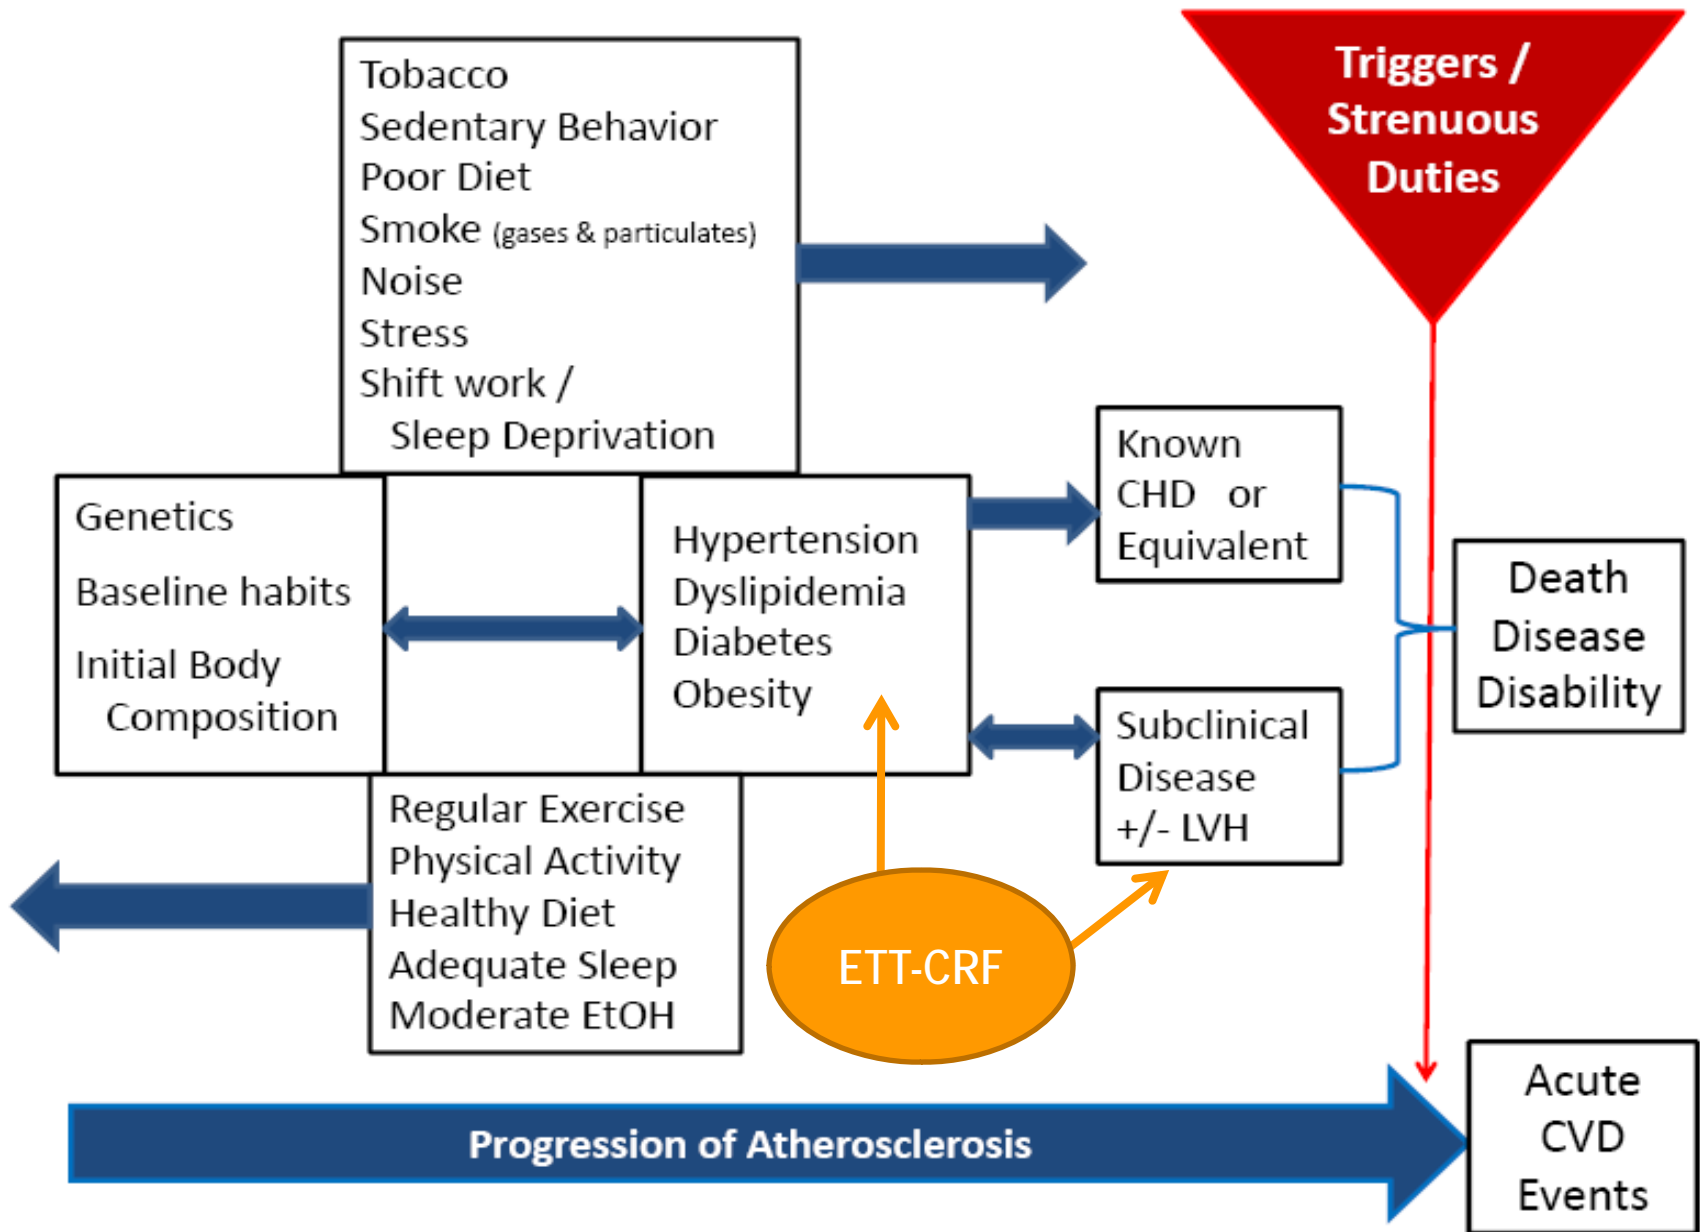 Tobacco
Sedentary Behavior
Poor Diet
Smoke (gases & particulates)
Noise
Stress
Shift work /
Sleep Deprivation
Triggers /
Strenuous
Duties
Genetics
Baseline habits
Initial Body
Composition
Hypertension
Dyslipidemia
Diabetes
Obesity
Known
CHD or
Equivalent
Subclinical
Disease
+/- LVH
Death
Disease
Disability
Regular Exercise
Physical Activity
Healthy Diet
Adequate Sleep
Moderate EtOH
ETT-CRF
Progression of Atherosclerosis
Acute
CVD
Events